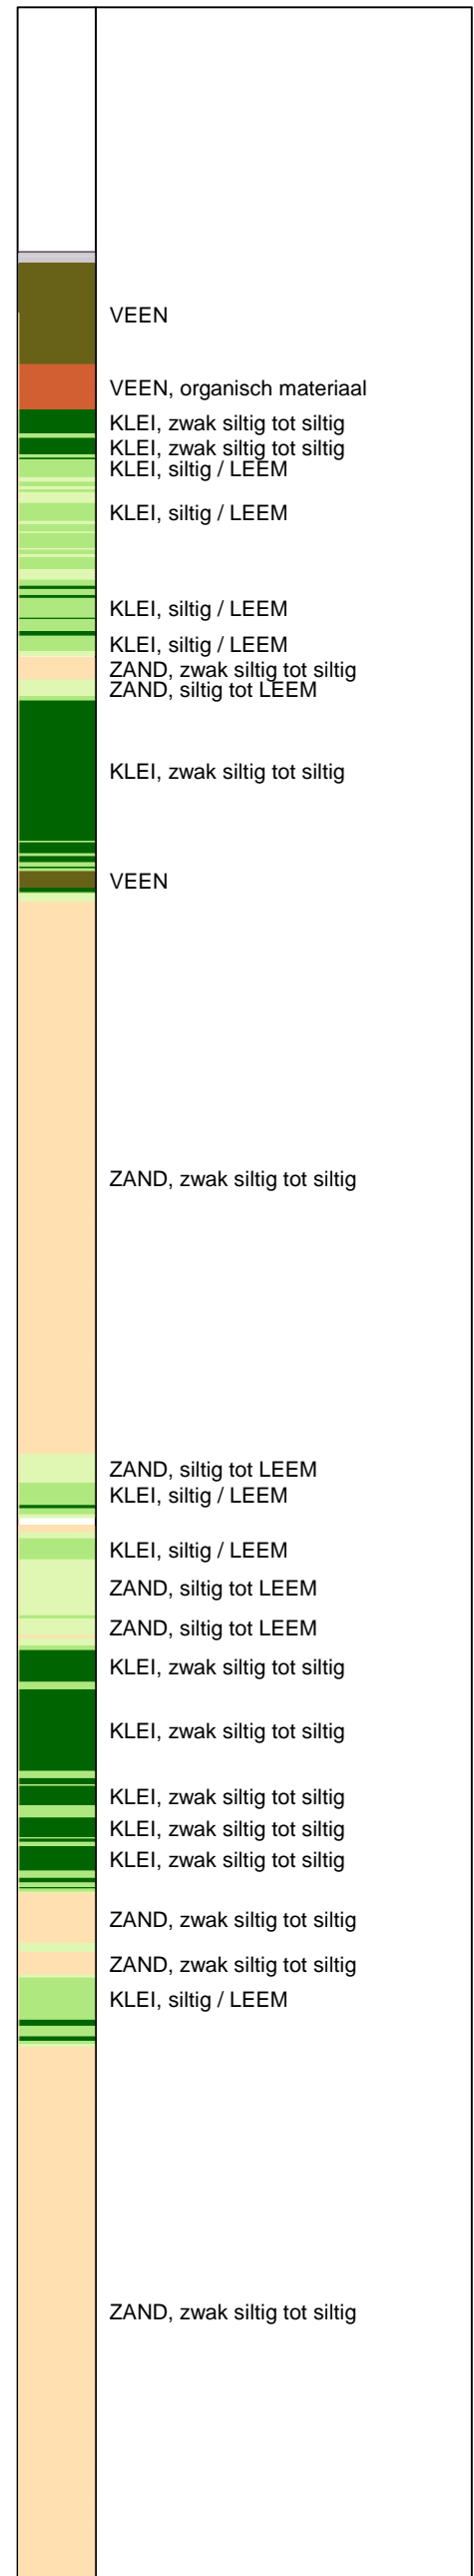 VEEN
VEEN, organisch materiaal
KLEI, zwak siltig tot siltig
KLEI, zwak siltig tot siltig
KLEI, siltig / LEEM
KLEI, siltig / LEEM
KLEI, siltig / LEEM
KLEI, siltig / LEEM
ZAND, zwak siltig tot siltig
ZAND, siltig tot LEEM
KLEI, zwak siltig tot siltig
VEEN
ZAND, zwak siltig tot siltig
ZAND, siltig tot LEEM
KLEI, siltig / LEEM
KLEI, siltig / LEEM
ZAND, siltig tot LEEM
ZAND, siltig tot LEEM
KLEI, zwak siltig tot siltig
KLEI, zwak siltig tot siltig
KLEI, zwak siltig tot siltig
KLEI, zwak siltig tot siltig
KLEI, zwak siltig tot siltig
ZAND, zwak siltig tot siltig
ZAND, zwak siltig tot siltig
KLEI, siltig / LEEM
ZAND, zwak siltig tot siltig